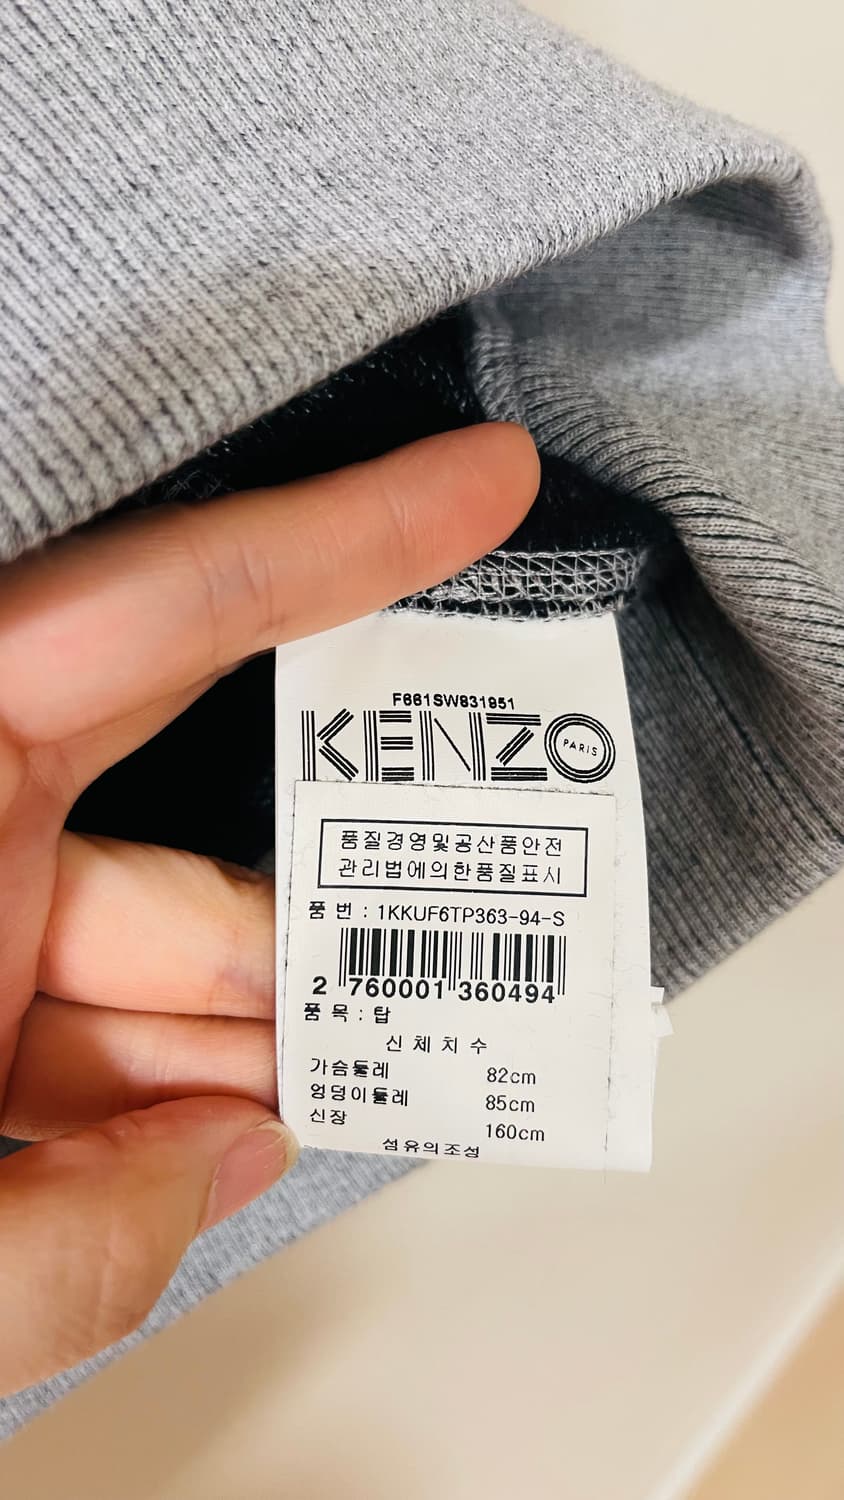 F661SW831951
KENZO
PARIS
품질경영및공산품안전
관리법에의한품질표시
품 번 : 1KKUF6TP363-94-S
2 760001 360494
품 목 : 탑
신 체 치 수
가슴둘레 82cm
엉덩이둘레 85cm
신장 160cm
섬유의조성